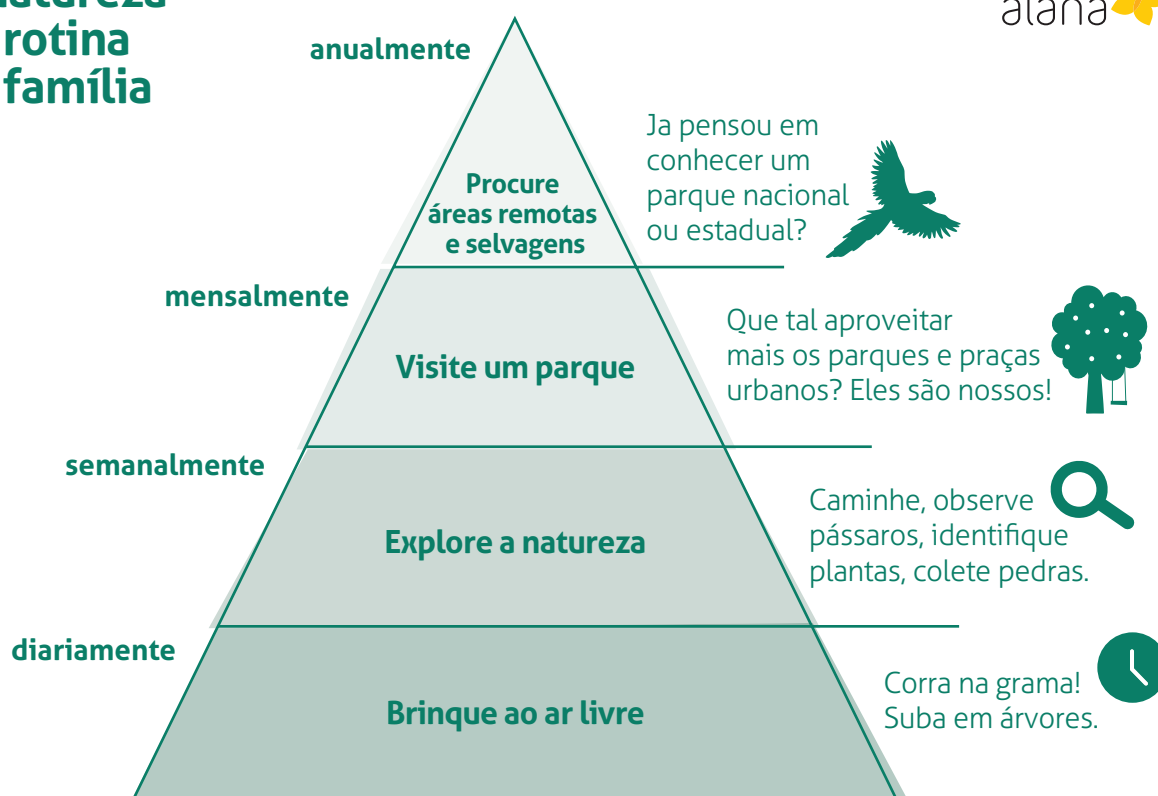 rotina
família
alana
anualmente
Procure
áreas remotas
e selvagens
Ja pensou em
conhecer um
parque nacional
ou estadual?
mensalmente
Visite um parque
Que tal aproveitar
mais os parques e praças
urbanos? Eles são nossos!
semanalmente
Explore a natureza
Caminhe, observe
pássaros, identifique
plantas, colete pedras.
diariamente
Brinque ao ar livre
Corra na grama!
Suba em árvores.